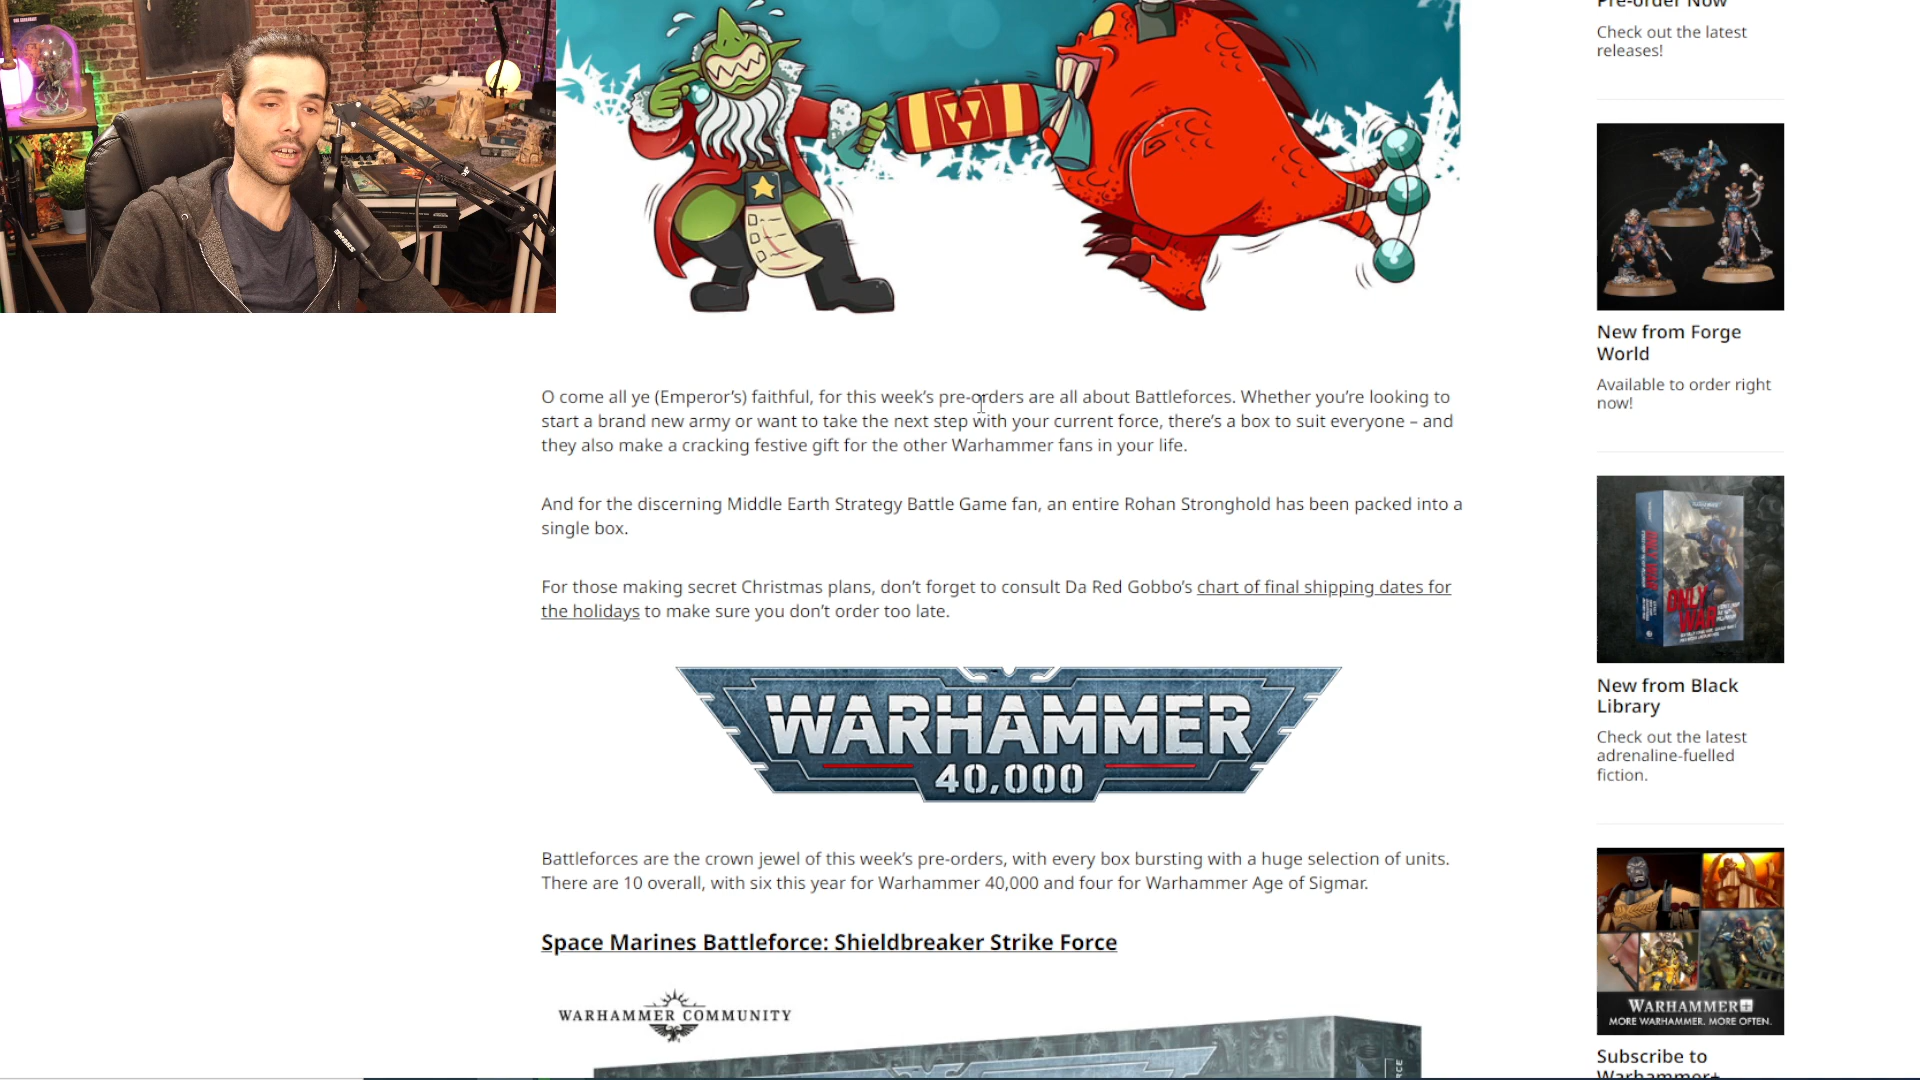 Pre-order Now
Check out the latest
releases!
New from Forge
World
Available to order right
now!
O come all ye (Emperor's) faithful, for this week's pre-orders are all about Battleforces. Whether you're looking to
start a brand new army or want to take the next step with your current force, there's a box to suit everyone – and
they also make a cracking festive gift for the other Warhammer fans in your life.
And for the discerning Middle Earth Strategy Battle Game fan, an entire Rohan Stronghold has been packed into a
single box.
For those making secret Christmas plans, don't forget to consult Da Red Gobbo's chart of final shipping dates for
the holidays to make sure you don't order too late.
ONLY
WAR
New from Black
Library
Check out the latest
adrenaline-fuelled
fiction.
WARHAMMER
40,000
Battleforces are the crown jewel of this week's pre-orders, with every box bursting with a huge selection of units.
There are 10 overall, with six this year for Warhammer 40,000 and four for Warhammer Age of Sigmar.
Space Marines Battleforce: Shieldbreaker Strike Force
WARHAMMER COMMUNITY
WARHAMMER+
MORE WARHAMMER. MORE OFTEN.
Subscribe to
Warhammer+